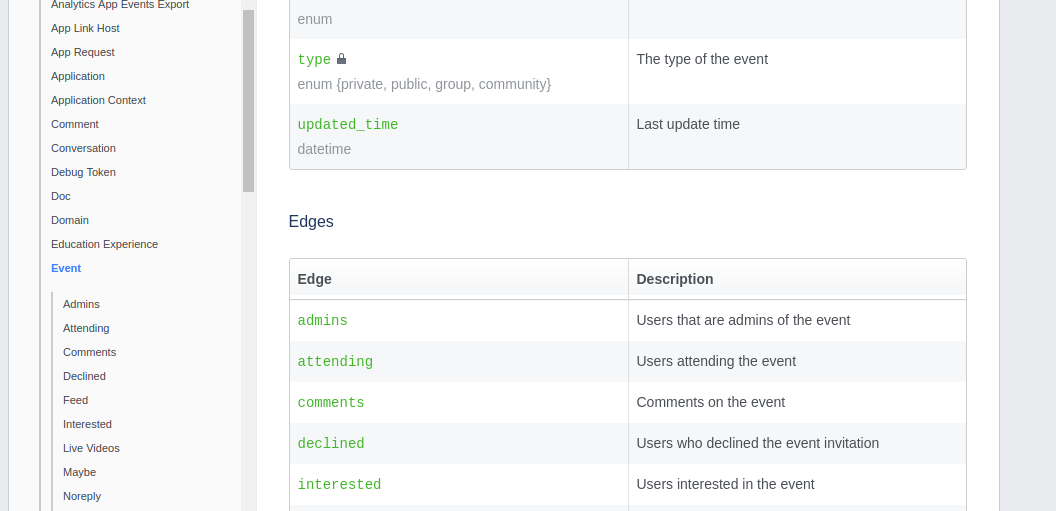 Analytics App Events Export
App Link Host
App Request
Application
Application Context
Comment
Conversation
Debug Token
Doc
Domain
Education Experience
Event
Admins
Attending
Comments
Declined
Feed
Interested
Live Videos
Maybe
Noreply
enum
type The type of the event
enum {private, public, group, community}
updated_time Last update time
datetime
Edges
Edge Description
admins Users that are admins of the event
attending Users attending the event
comments Comments on the event
declined Users who declined the event invitation
interested Users interested in the event